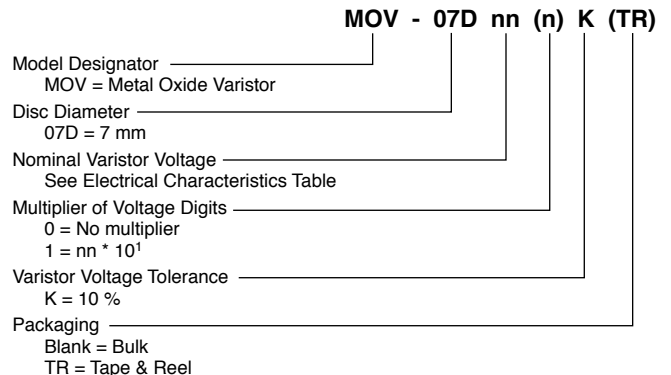 MOV - 07D nn (n) K (TR)
Model Designator
MOV = Metal Oxide Varistor
Disc Diameter
07D = 7 mm
Nominal Varistor Voltage
See Electrical Characteristics Table
Multiplier of Voltage Digits
0 = No multiplier
1 = nn * 10¹
Varistor Voltage Tolerance
K = 10 %
Packaging
Blank = Bulk
TR = Tape & Reel